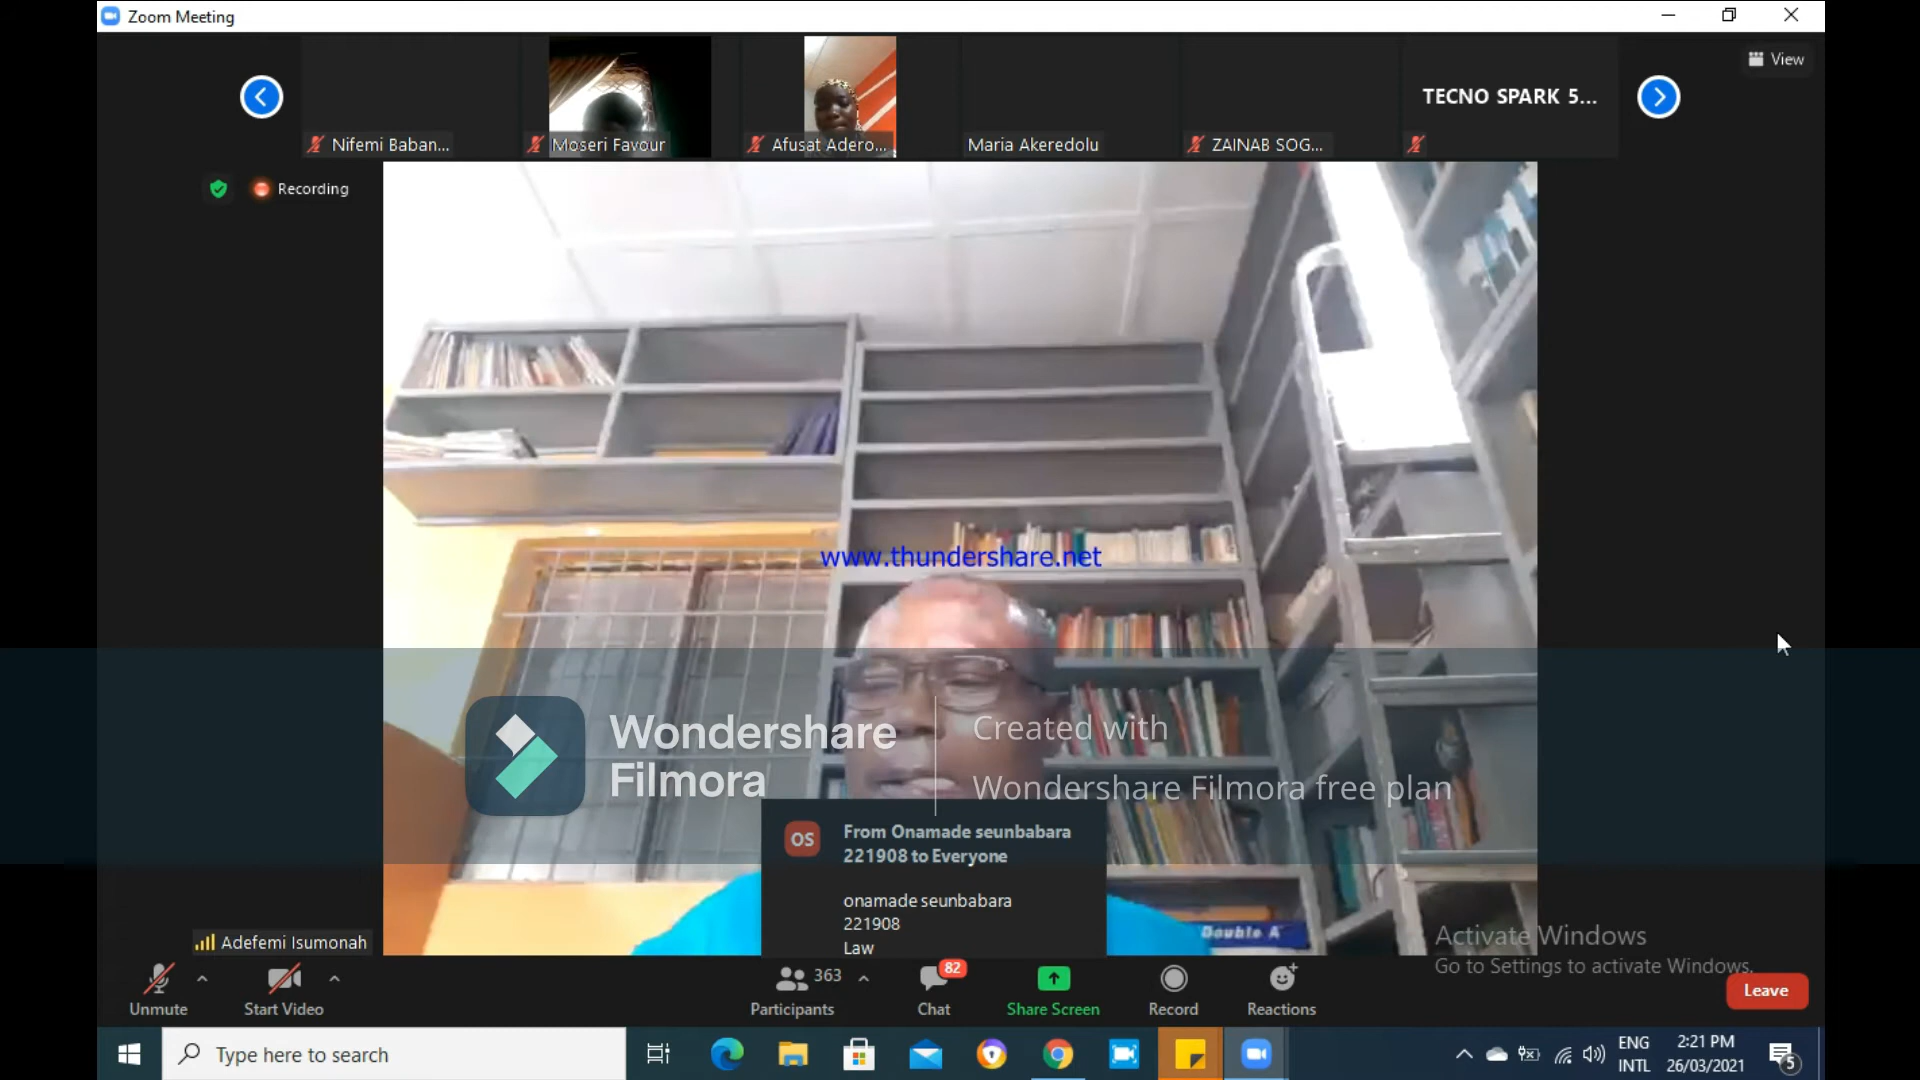 Zoom Meeting
View
TECNO SPARK 5...
Nifemi Baban...
Moseri Favour
Afusat Adero...
Maria Akeredolu
ZAINAB SOG...
Recording
www.thundershare.net
Wondershare
Filmora
Created with
Wondershare Filmora free plan
OS
From Onamade seunbabara
221908 to Everyone
onamade seunbabara
221908
Law
Double A
Adefemi Isumonah
Activate Windows
Go to Settings to activate Windows.
Unmute
Start Video
363
Participants
82
Chat
Share Screen
Record
Reactions
Leave
Type here to search
ENG
INTL
2:21 PM
26/03/2021
5